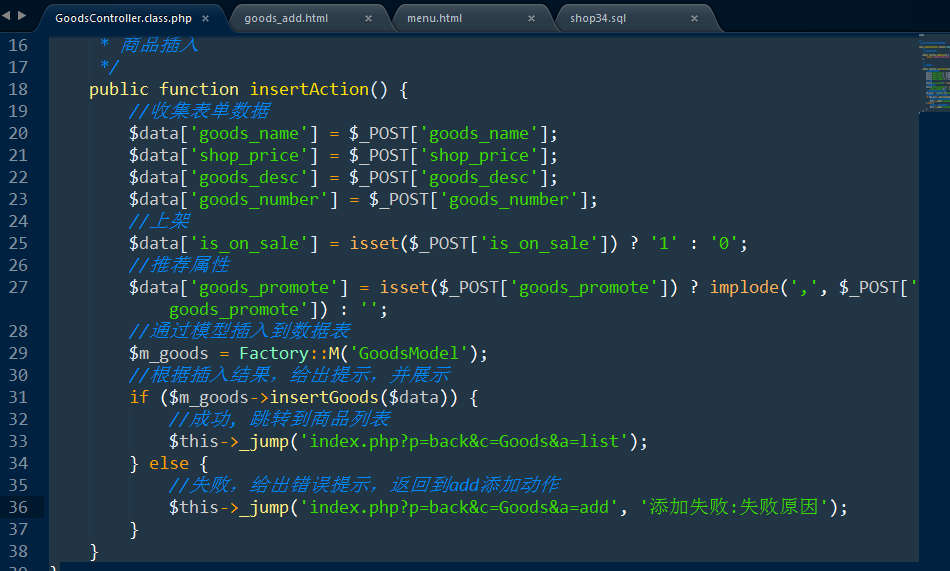 GoodsController.class.php × goods_add.html × menu.html × shop34.sql ×
16 * 商品插入
17 */
18 public function insertAction() {
19 //收集表单数据
20 $data['goods_name'] = $_POST['goods_name'];
21 $data['shop_price'] = $_POST['shop_price'];
22 $data['goods_desc'] = $_POST['goods_desc'];
23 $data['goods_number'] = $_POST['goods_number'];
24 //上架
25 $data['is_on_sale'] = isset($_POST['is_on_sale']) ? '1' : '0';
26 //推荐属性
27 $data['goods_promote'] = isset($_POST['goods_promote']) ? implode(',', $_POST['
goods_promote']) : '';
28 //通过模型插入到数据表
29 $m_goods = Factory::M('GoodsModel');
30 //根据插入结果，给出提示，并展示
31 if ($m_goods->insertGoods($data)) {
32 //成功, 跳转到商品列表
33 $this->_jump('index.php?p=back&c=Goods&a=list');
34 } else {
35 //失败，给出错误提示，返回到add添加动作
36 $this->_jump('index.php?p=back&c=Goods&a=add', '添加失败:失败原因');
37 }
38 }
39 }